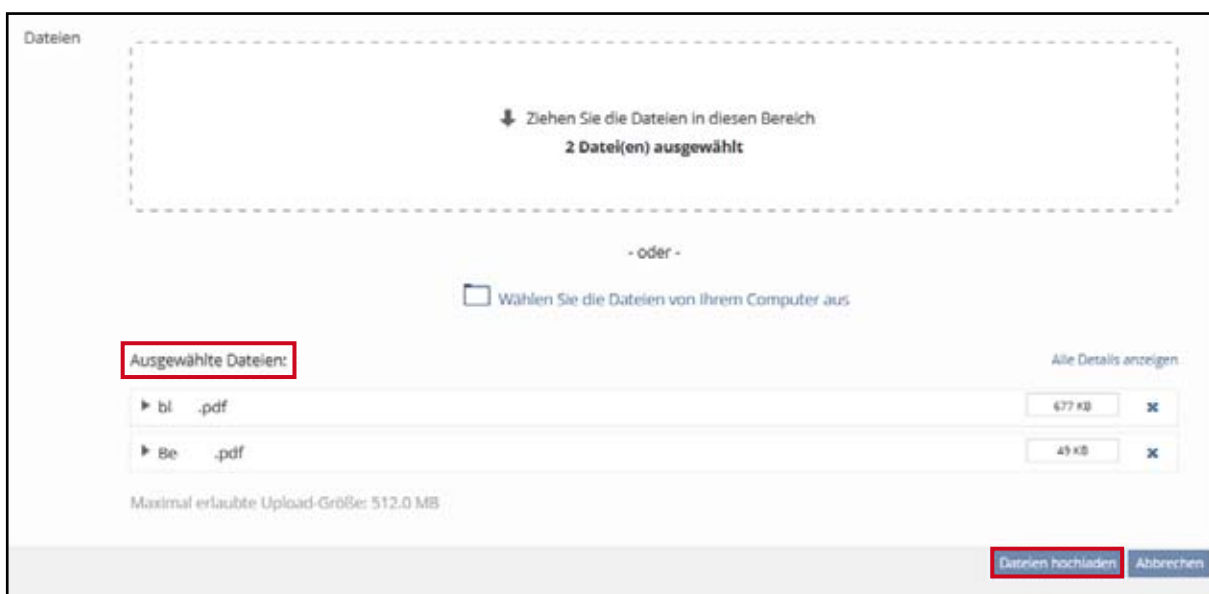 Dateien
Ziehen Sie die Dateien in diesen Bereich
2 Datei(en) ausgewählt
- oder -
Wählen Sie die Dateien von Ihrem Computer aus
Ausgewählte Dateien:
Alle Details anzeigen
bl .pdf 677 KB
Be .pdf 49 KB
Maximal erlaubte Upload-Größe: 512.0 MB
Dateien hochladen Abbrechen